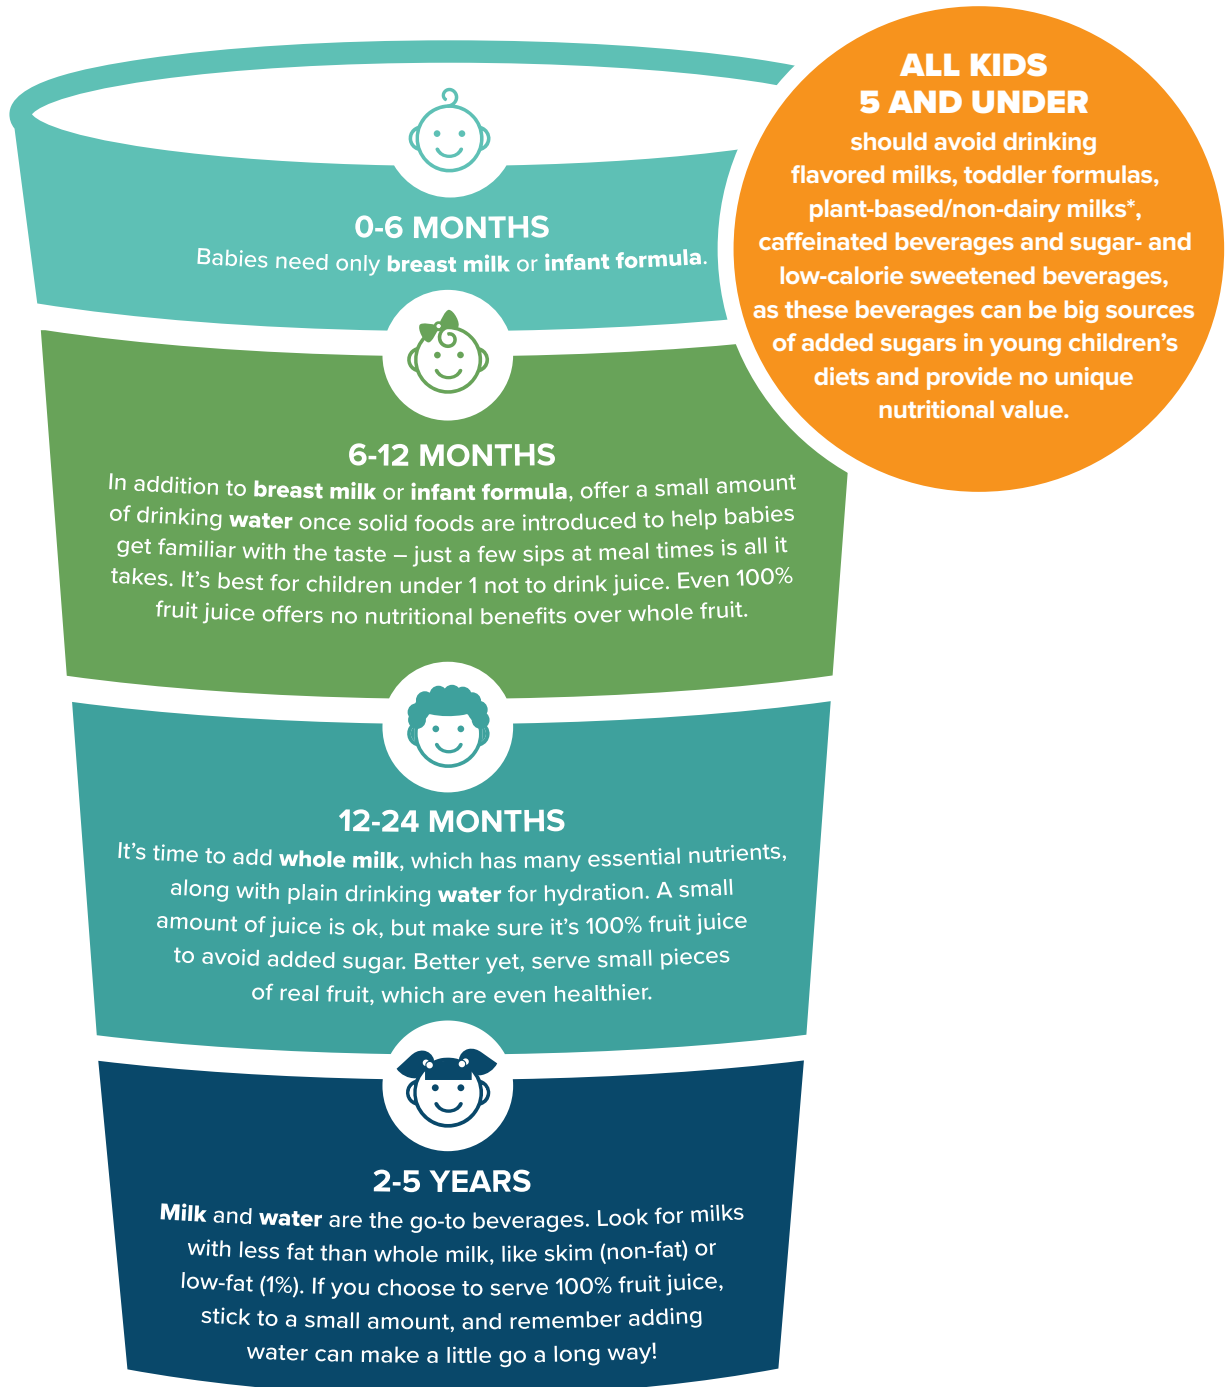 ALL KIDS
5 AND UNDER
should avoid drinking
flavored milks, toddler formulas,
plant-based/non-dairy milks*,
caffeinated beverages and sugar- and
low-calorie sweetened beverages,
as these beverages can be big sources
of added sugars in young children’s
diets and provide no unique
nutritional value.
0-6 MONTHS
Babies need only breast milk or infant formula.
6-12 MONTHS
In addition to breast milk or infant formula, offer a small amount
of drinking water once solid foods are introduced to help babies
get familiar with the taste – just a few sips at meal times is all it
takes. It’s best for children under 1 not to drink juice. Even 100%
fruit juice offers no nutritional benefits over whole fruit.
12-24 MONTHS
It’s time to add whole milk, which has many essential nutrients,
along with plain drinking water for hydration. A small
amount of juice is ok, but make sure it’s 100% fruit juice
to avoid added sugar. Better yet, serve small pieces
of real fruit, which are even healthier.
2-5 YEARS
Milk and water are the go-to beverages. Look for milks
with less fat than whole milk, like skim (non-fat) or
low-fat (1%). If you choose to serve 100% fruit juice,
stick to a small amount, and remember adding
water can make a little go a long way!